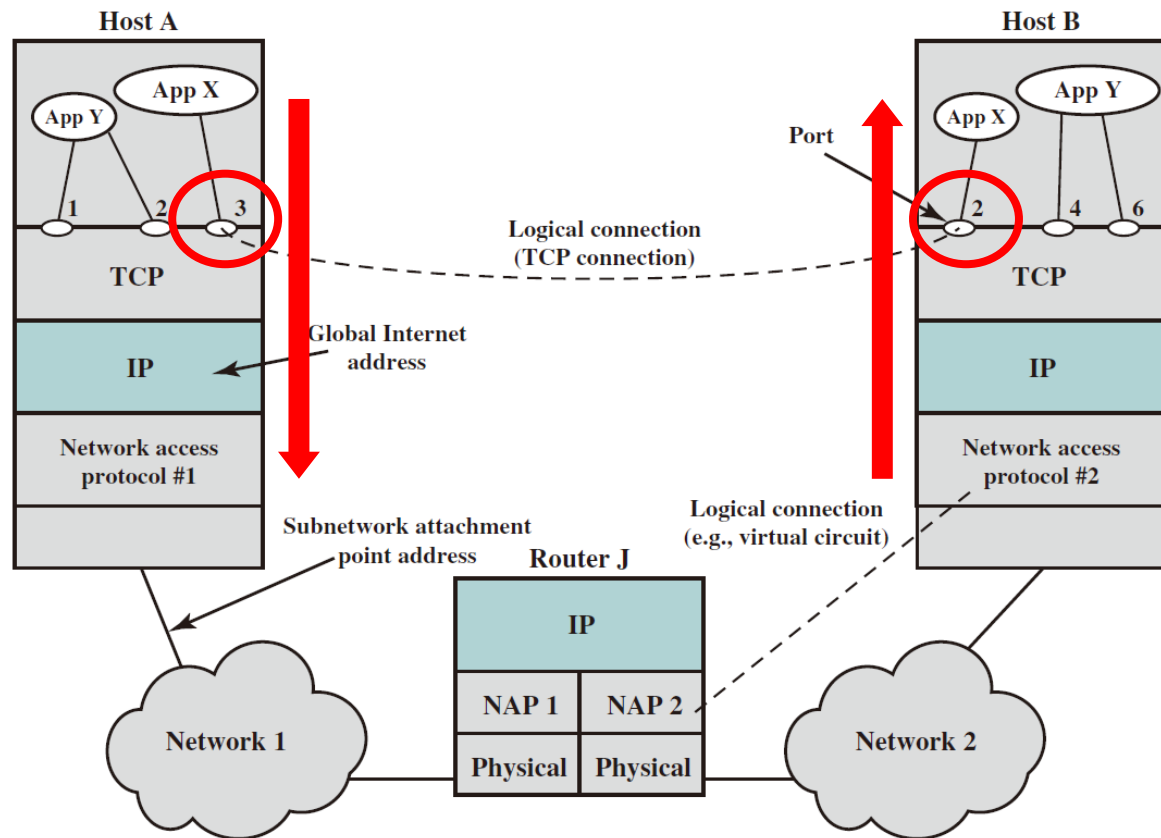 Host A
Host B
App X
App Y
App Y
App X
Port
1
2
3
2
4
6
Logical connection
(TCP connection)
TCP
TCP
Global Internet
address
IP
IP
Network access
protocol #1
Network access
protocol #2
Logical connection
(e.g., virtual circuit)
Subnetwork attachment
point address
Router J
IP
NAP 1
NAP 2
Network 1
Network 2
Physical
Physical